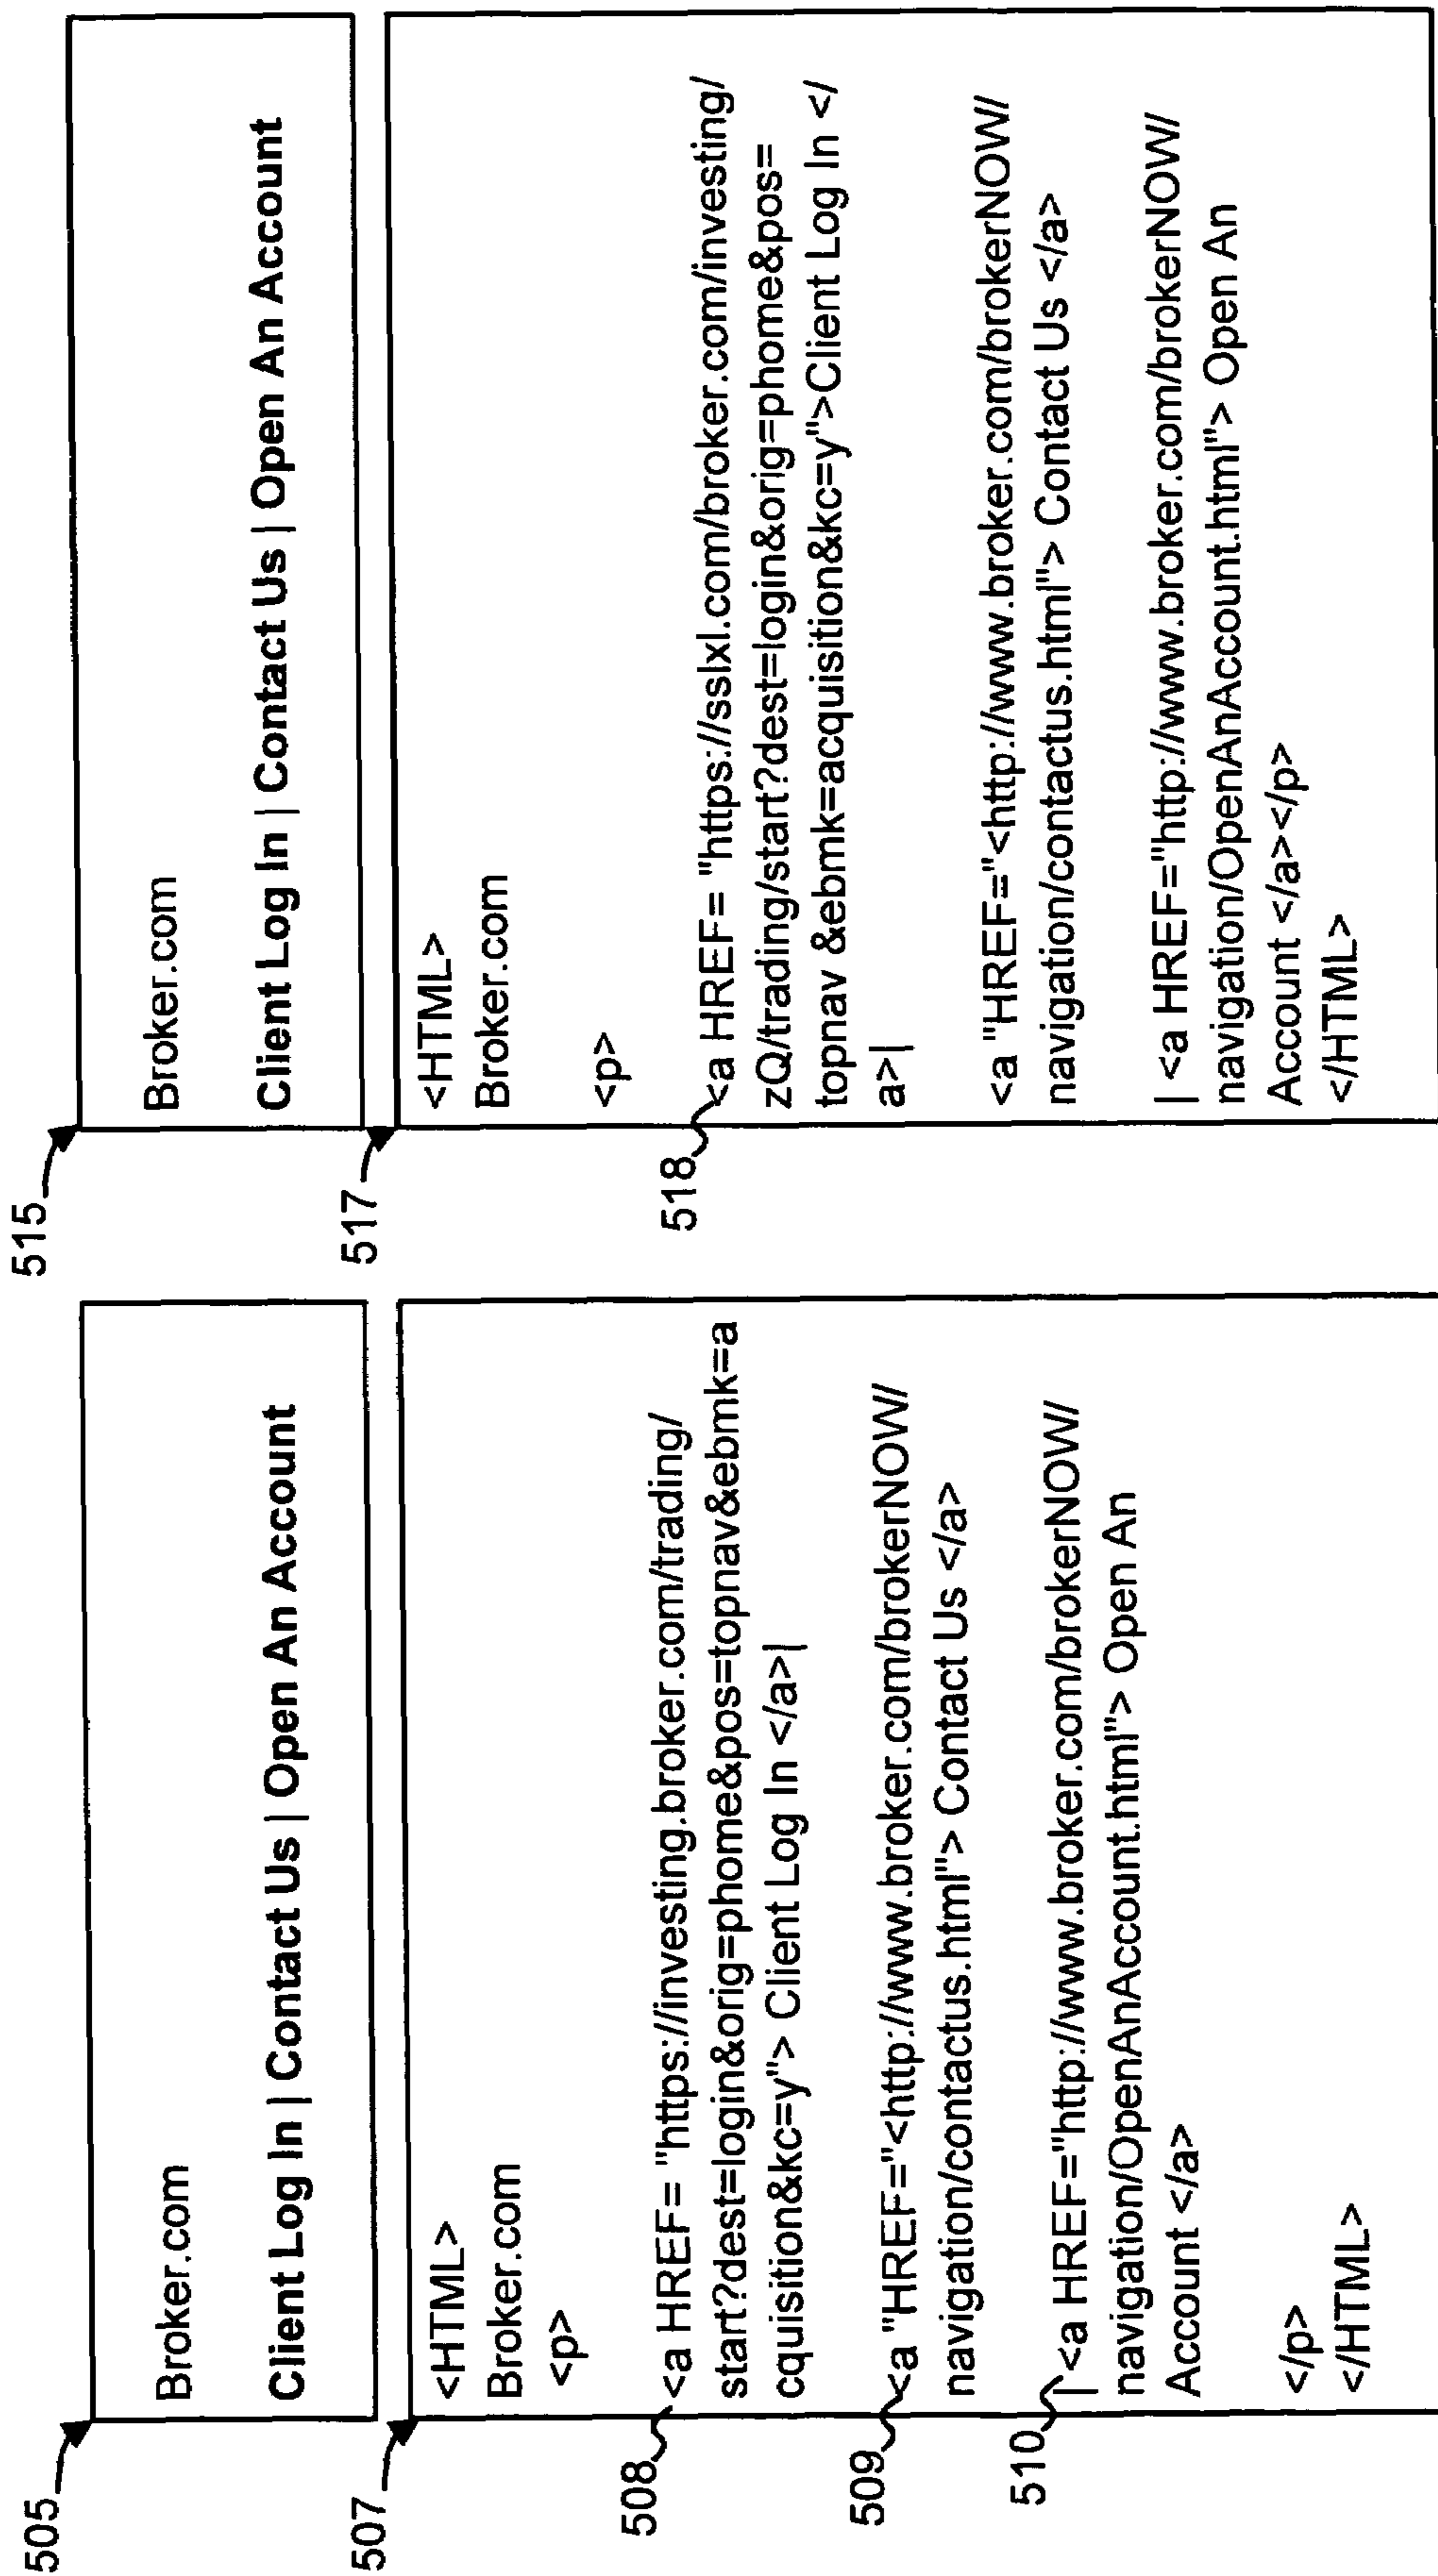 505
Broker.com
Client Log In | Contact Us | Open An Account
507
<HTML>
Broker.com
<p>
508
<a HREF= "https://investing.broker.com/trading/
start?dest=login&orig=phome&pos=topnav&ebmk=a
cquisition&kc=y"> Client Log In </a>|
509
<a "HREF="<http://www.broker.com/brokerNOW/
navigation/contactus.html"> Contact Us </a>
510
| <a HREF="http://www.broker.com/brokerNOW/
navigation/OpenAnAccount.html"> Open An
Account </a>
</p>
</HTML>
515
Broker.com
Client Log In | Contact Us | Open An Account
517
<HTML>
Broker.com
<p>
518
<a HREF= "https://sslxl.com/broker.com/investing/
zQ/trading/start?dest=login&orig=phome&pos=
topnav &ebmk=acquisition&kc=y">Client Log In </
a>|
<a "HREF="<http://www.broker.com/brokerNOW/
navigation/contactus.html"> Contact Us </a>
| <a HREF="http://www.broker.com/brokerNOW/
navigation/OpenAnAccount.html"> Open An
Account </a></p>
</HTML>